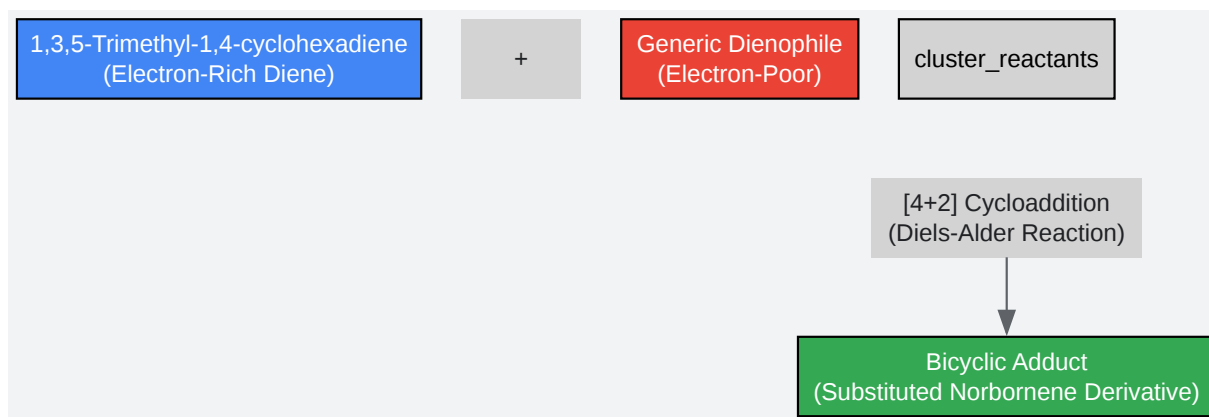 1,3,5-Trimethyl-1,4-cyclohexadiene
(Electron-Rich Diene)
+
Generic Dienophile
(Electron-Poor)
cluster_reactants
[4+2] Cycloaddition
(Diels-Alder Reaction)
Bicyclic Adduct
(Substituted Norbornene Derivative)